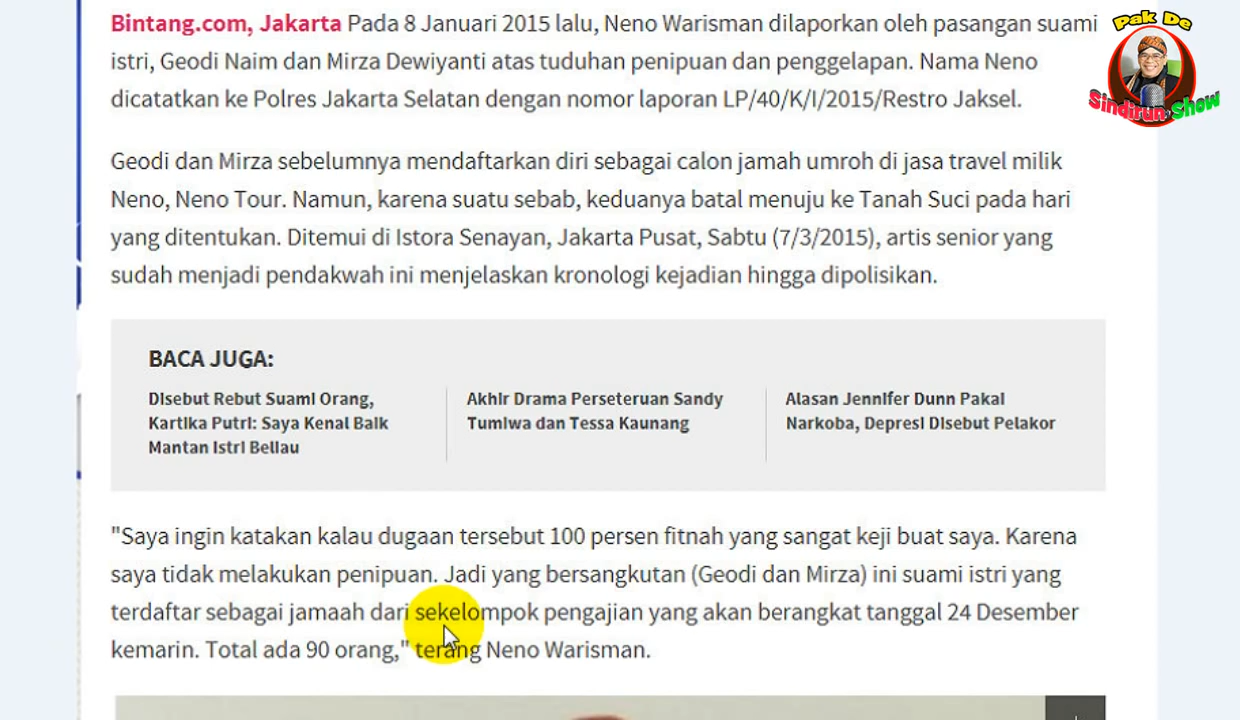 Bintang.com, Jakarta Pada 8 Januari 2015 lalu, Neno Warisman dilaporkan oleh pasangan suami
istri, Geodi Naim dan Mirza Dewiyanti atas tuduhan penipuan dan penggelapan. Nama Neno
dicatatkan ke Polres Jakarta Selatan dengan nomor laporan LP/40/K/I/2015/Restro Jaksel.
Pak De
Sindirun Show
Geodi dan Mirza sebelumnya mendaftarkan diri sebagai calon jamah umroh di jasa travel milik
Neno, Neno Tour. Namun, karena suatu sebab, keduanya batal menuju ke Tanah Suci pada hari
yang ditentukan. Ditemui di Istora Senayan, Jakarta Pusat, Sabtu (7/3/2015), artis senior yang
sudah menjadi pendakwah ini menjelaskan kronologi kejadian hingga dipolisikan.
BACA JUGA:
Disebut Rebut Suami Orang,
Kartika Putri: Saya Kenal Baik
Mantan Istri Beliau
Akhir Drama Perseteruan Sandy
Tumiwa dan Tessa Kaunang
Alasan Jennifer Dunn Pakai
Narkoba, Depresi Disebut Pelakor
"Saya ingin katakan kalau dugaan tersebut 100 persen fitnah yang sangat keji buat saya. Karena
saya tidak melakukan penipuan. Jadi yang bersangkutan (Geodi dan Mirza) ini suami istri yang
terdaftar sebagai jamaah dari sekelompok pengajian yang akan berangkat tanggal 24 Desember
kemarin. Total ada 90 orang," terang Neno Warisman.